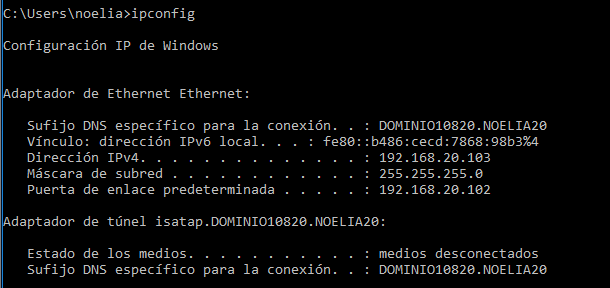 C:\Users\noelia>ipconfig
Configuración IP de Windows
Adaptador de Ethernet Ethernet:
Sufijo DNS específico para la conexión. . : DOMINIO10820.NOELIA20
Vínculo: dirección IPv6 local. . . : fe80::b486:cecd:7868:98b3%4
Dirección IPv4. . . . . . . . . . . . . . : 192.168.20.103
Máscara de subred . . . . . . . . . . . . : 255.255.255.0
Puerta de enlace predeterminada . . . . . : 192.168.20.102
Adaptador de túnel isatap.DOMINIO10820.NOELIA20:
Estado de los medios. . . . . . . . . . . : medios desconectados
Sufijo DNS específico para la conexión. . : DOMINIO10820.NOELIA20